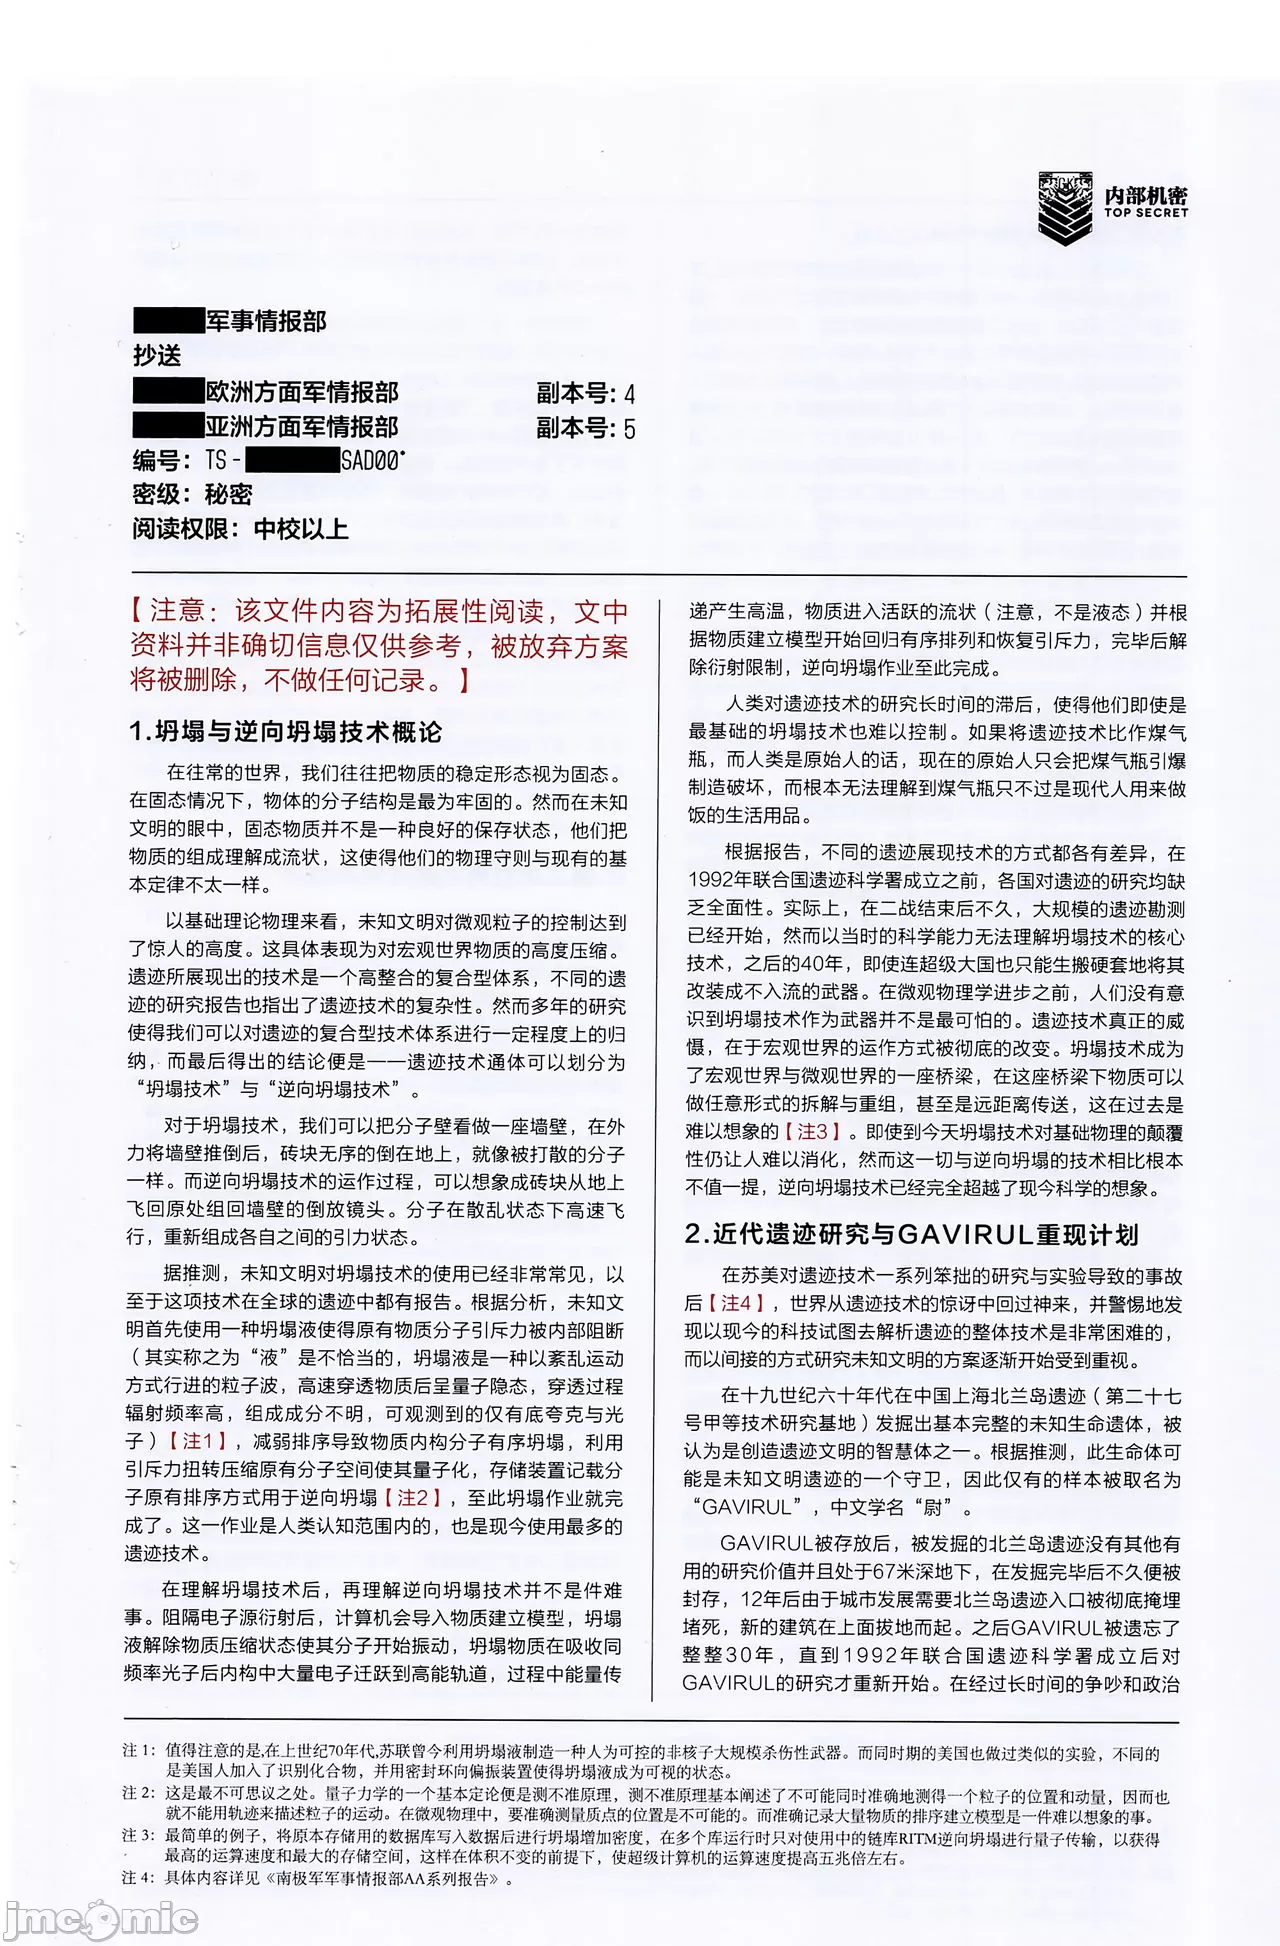 内部机密
TOP SECRET
军事情报部
抄送
欧洲方面军情报部 副本号：4
亚洲方面军情报部 副本号：5
编号：TS- SAD00*
密级：秘密
阅读权限：中校以上
【注意：该文件内容为拓展性阅读，文中
资料并非确切信息仅供参考，被放弃方案
将被删除，不做任何记录。】
1.坍塌与逆向坍塌技术概论
在往常的世界，我们往往把物质的稳定形态视为固态。
在固态情况下，物体的分子结构是最为牢固的。然而在未知
文明的眼中，固态物质并不是一种良好的保存状态，他们把
物质的组成理解成流状，这使得他们的物理守则与现有的基
本定律不太一样。
以基础理论物理来看，未知文明对微观粒子的控制达到
了惊人的高度。这具体表现为对宏观世界物质的高度压缩。
遗迹所展现出的技术是一个高整合的复合型体系，不同的遗
迹的研究报告也指出了遗迹技术的复杂性。然而多年的研究
使得我们可以对遗迹的复合型技术体系进行一定程度上的归
纳，而最后得出的结论便是——遗迹技术通体可以划分为
“坍塌技术”与“逆向坍塌技术”。
对于坍塌技术，我们可以把分子壁看做一座墙壁，在外
力将墙壁推倒后，砖块无序的倒在地上，就像被打散的分子
一样。而逆向坍塌技术的运作过程，可以想象成砖块从地上
飞回原处组回墙壁的倒放镜头。分子在散乱状态下高速飞
行，重新组成各自之间的引力状态。
据推测，未知文明对坍塌技术的使用已经非常常见，以
至于这项技术在全球的遗迹中都有报告。根据分析，未知文
明首先使用一种坍塌液使得原有物质分子引斥力被内部阻断
（其实称之为“液”是不恰当的，坍塌液是一种以紊乱运动
方式行进的粒子波，高速穿透物质后呈量子隐态，穿透过程
辐射频率高，组成成分不明，可观测到的仅有底夸克与光
子）【注1】，减弱排序导致物质内构分子有序坍塌，利用
引斥力扭转压缩原有分子空间使其量子化，存储装置记载分
子原有排序方式用于逆向坍塌【注2】，至此坍塌作业就完
成了。这一作业是人类认知范围内的，也是现今使用最多的
遗迹技术。
在理解坍塌技术后，再理解逆向坍塌技术并不是件难
事。阻隔电子源衍射后，计算机会导入物质建立模型，坍塌
液解除物质压缩状态使其分子开始振动，坍塌物质在吸收同
频率光子后内构中大量电子迁跃到高能轨道，过程中能量传
递产生高温，物质进入活跃的流状（注意，不是液态）并根
据物质建立模型开始回归有序排列和恢复引斥力，完毕后解
除衍射限制，逆向坍塌作业至此完成。
人类对遗迹技术的研究长时间的滞后，使得他们即使是
最基础的坍塌技术也难以控制。如果将遗迹技术比作煤气
瓶，而人类是原始人的话，现在的原始人只会把煤气瓶引爆
制造破坏，而根本无法理解到煤气瓶只不过是现代人用来做
饭的生活用品。
根据报告，不同的遗迹展现技术的方式都各有差异，在
1992年联合国遗迹科学署成立之前，各国对遗迹的研究均缺
乏全面性。实际上，在二战结束后不久，大规模的遗迹勘测
已经开始，然而以当时的科学能力无法理解坍塌技术的核心
技术，之后的40年，即使连超级大国也只能生搬硬套地将其
改装成不入流的武器。在微观物理学进步之前，人们没有意
识到坍塌技术作为武器并不是最可怕的。遗迹技术真正的威
慑，在于宏观世界的运作方式被彻底的改变。坍塌技术成为
了宏观世界与微观世界的一座桥梁，在这座桥梁下物质可以
做任意形式的拆解与重组，甚至是远距离传送，这在过去是
难以想象的【注3】。即使到今天坍塌技术对基础物理的颠覆
性仍让人难以消化，然而这一切与逆向坍塌的技术相比根本
不值一提，逆向坍塌技术已经完全超越了现今科学的想象。
2.近代遗迹研究与GAVIRUL重现计划
在苏美对遗迹技术一系列笨拙的研究与实验导致的事故
后【注4】，世界从遗迹技术的惊讶中回过神来，并警惕地发
现以现今的科技试图去解析遗迹的整体技术是非常困难的，
而以间接的方式研究未知文明的方案逐渐开始受到重视。
在十九世纪六十年代在中国上海北兰岛遗迹（第二十七
号甲等技术研究基地）发掘出基本完整的未知生命遗体，被
认为是创造遗迹文明的智慧体之一。根据推测，此生命体可
能是未知文明遗迹的一个守卫，因此仅有的样本被取名为
“GAVIRUL”，中文学名“尉”。
GAVIRUL被存放后，被发掘的北兰岛遗迹没有其他有
用的研究价值并且处于67米深地下，在发掘完毕后不久便被
封存，12年后由于城市发展需要北兰岛遗迹入口被彻底掩埋
堵死，新的建筑在上面拔地而起。之后GAVIRUL被遗忘了
整整30年，直到1992年联合国遗迹科学署成立后对
GAVIRUL的研究才重新开始。在经过长时间的争吵和政治
注 1：值得注意的是,在上世纪70年代,苏联曾今利用坍塌液制造一种人为可控的非核子大规模杀伤性武器。而同时期的美国也做过类似的实验，不同的
是美国人加入了识别化合物，并用密封环向偏振装置使得坍塌液成为可视的状态。
注 2：这是最不可思议之处。量子力学的一个基本定论便是测不准原理，测不准原理基本阐述了不可能同时准确地测得一个粒子的位置和动量，因而也
就不能用轨迹来描述粒子的运动。在微观物理中，要准确测量质点的位置是不可能的。而准确记录大量物质的排序建立模型是一件难以想象的事。
注 3：最简单的例子，将原本存储用的数据库写入数据后进行坍塌增加密度，在多个库运行时只对使用中的链库RITM逆向坍塌进行量子传输，以获得
最高的运算速度和最大的存储空间，这样在体积不变的前提下，使超级计算机的运算速度提高五兆倍左右。
注 4：具体内容详见《南极军军事情报部AA系列报告》。
jmcomic